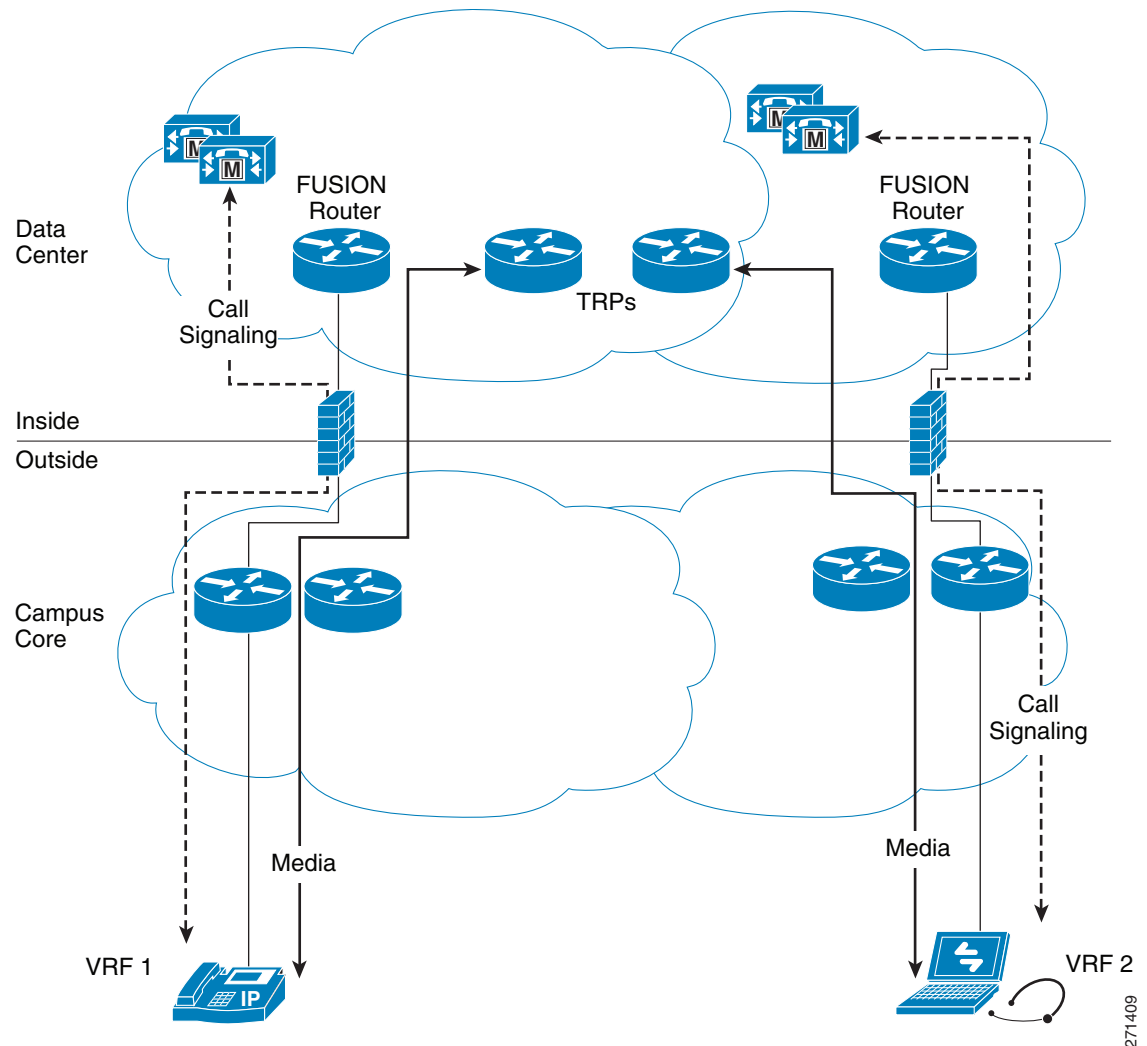 M
M
M
M
FUSION
Router
FUSION
Router
Data
Center
TRPs
Call
Signaling
Inside
Outside
Campus
Core
Call
Signaling
Media
Media
VRF 1
IP
VRF 2
271409